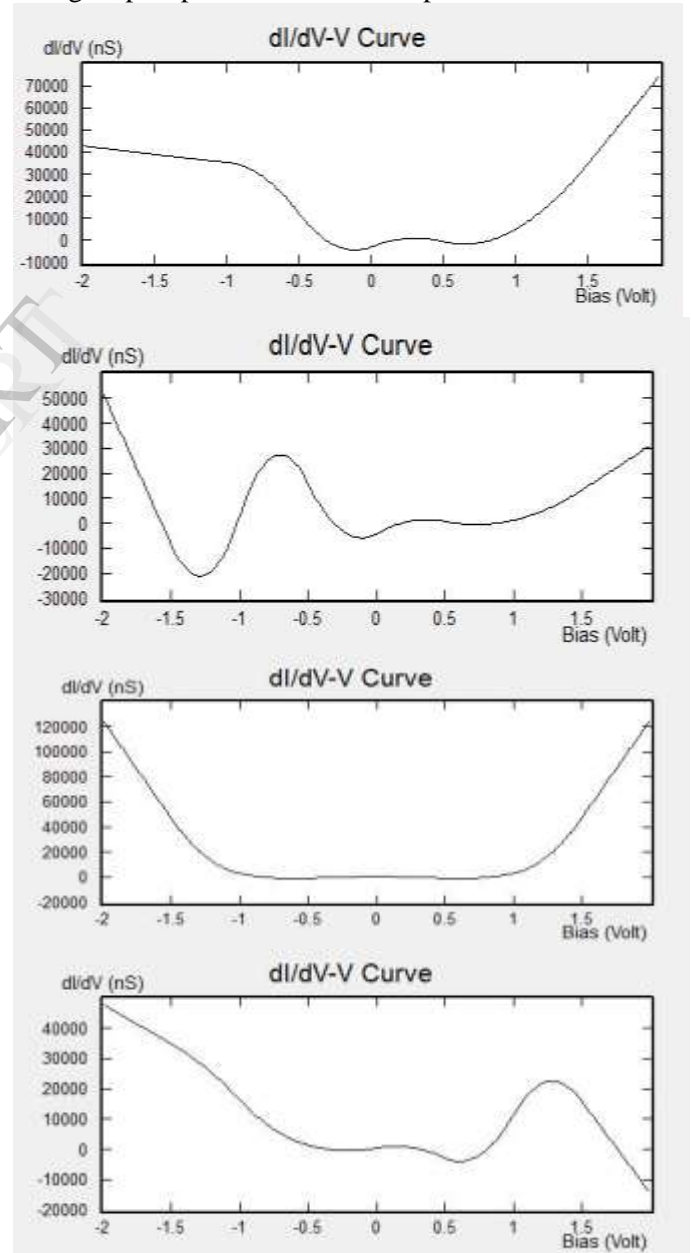 dI/dV-V Curve
dI/dV (nS)
70000
60000
50000
40000
30000
20000
10000
0
-10000
-2 -1.5 -1 -0.5 0 0.5 1 1.5
Bias (Volt)
dI/dV-V Curve
dI/dV (nS)
50000
40000
30000
20000
10000
0
-10000
-20000
-30000
-2 -1.5 -1 -0.5 0 0.5 1 1.5
Bias (Volt)
dI/dV-V Curve
dI/dV (nS)
120000
100000
80000
60000
40000
20000
0
-20000
-2 -1.5 -1 -0.5 0 0.5 1 1.5
Bias (Volt)
dI/dV-V Curve
dI/dV (nS)
40000
30000
20000
10000
0
-10000
-20000
-2 -1.5 -1 -0.5 0 0.5 1 1.5
Bias (Volt)